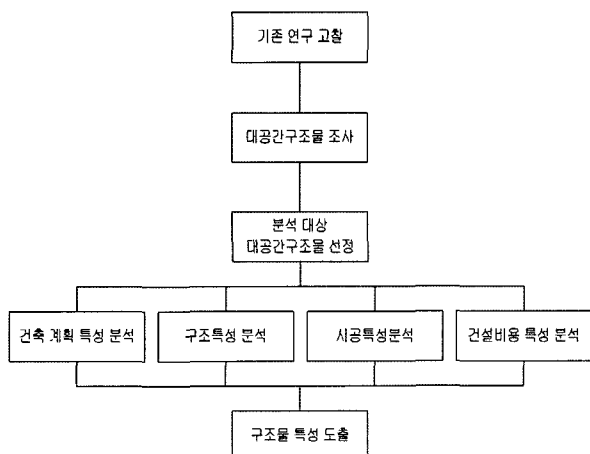 기존 연구 고찰
대공간구조물 조사
분석 대상
대공간구조물 선정
건축 계획 특성 분석
구조특성 분석
시공특성분석
건설비용 특성 분석
구조물 특성 도출